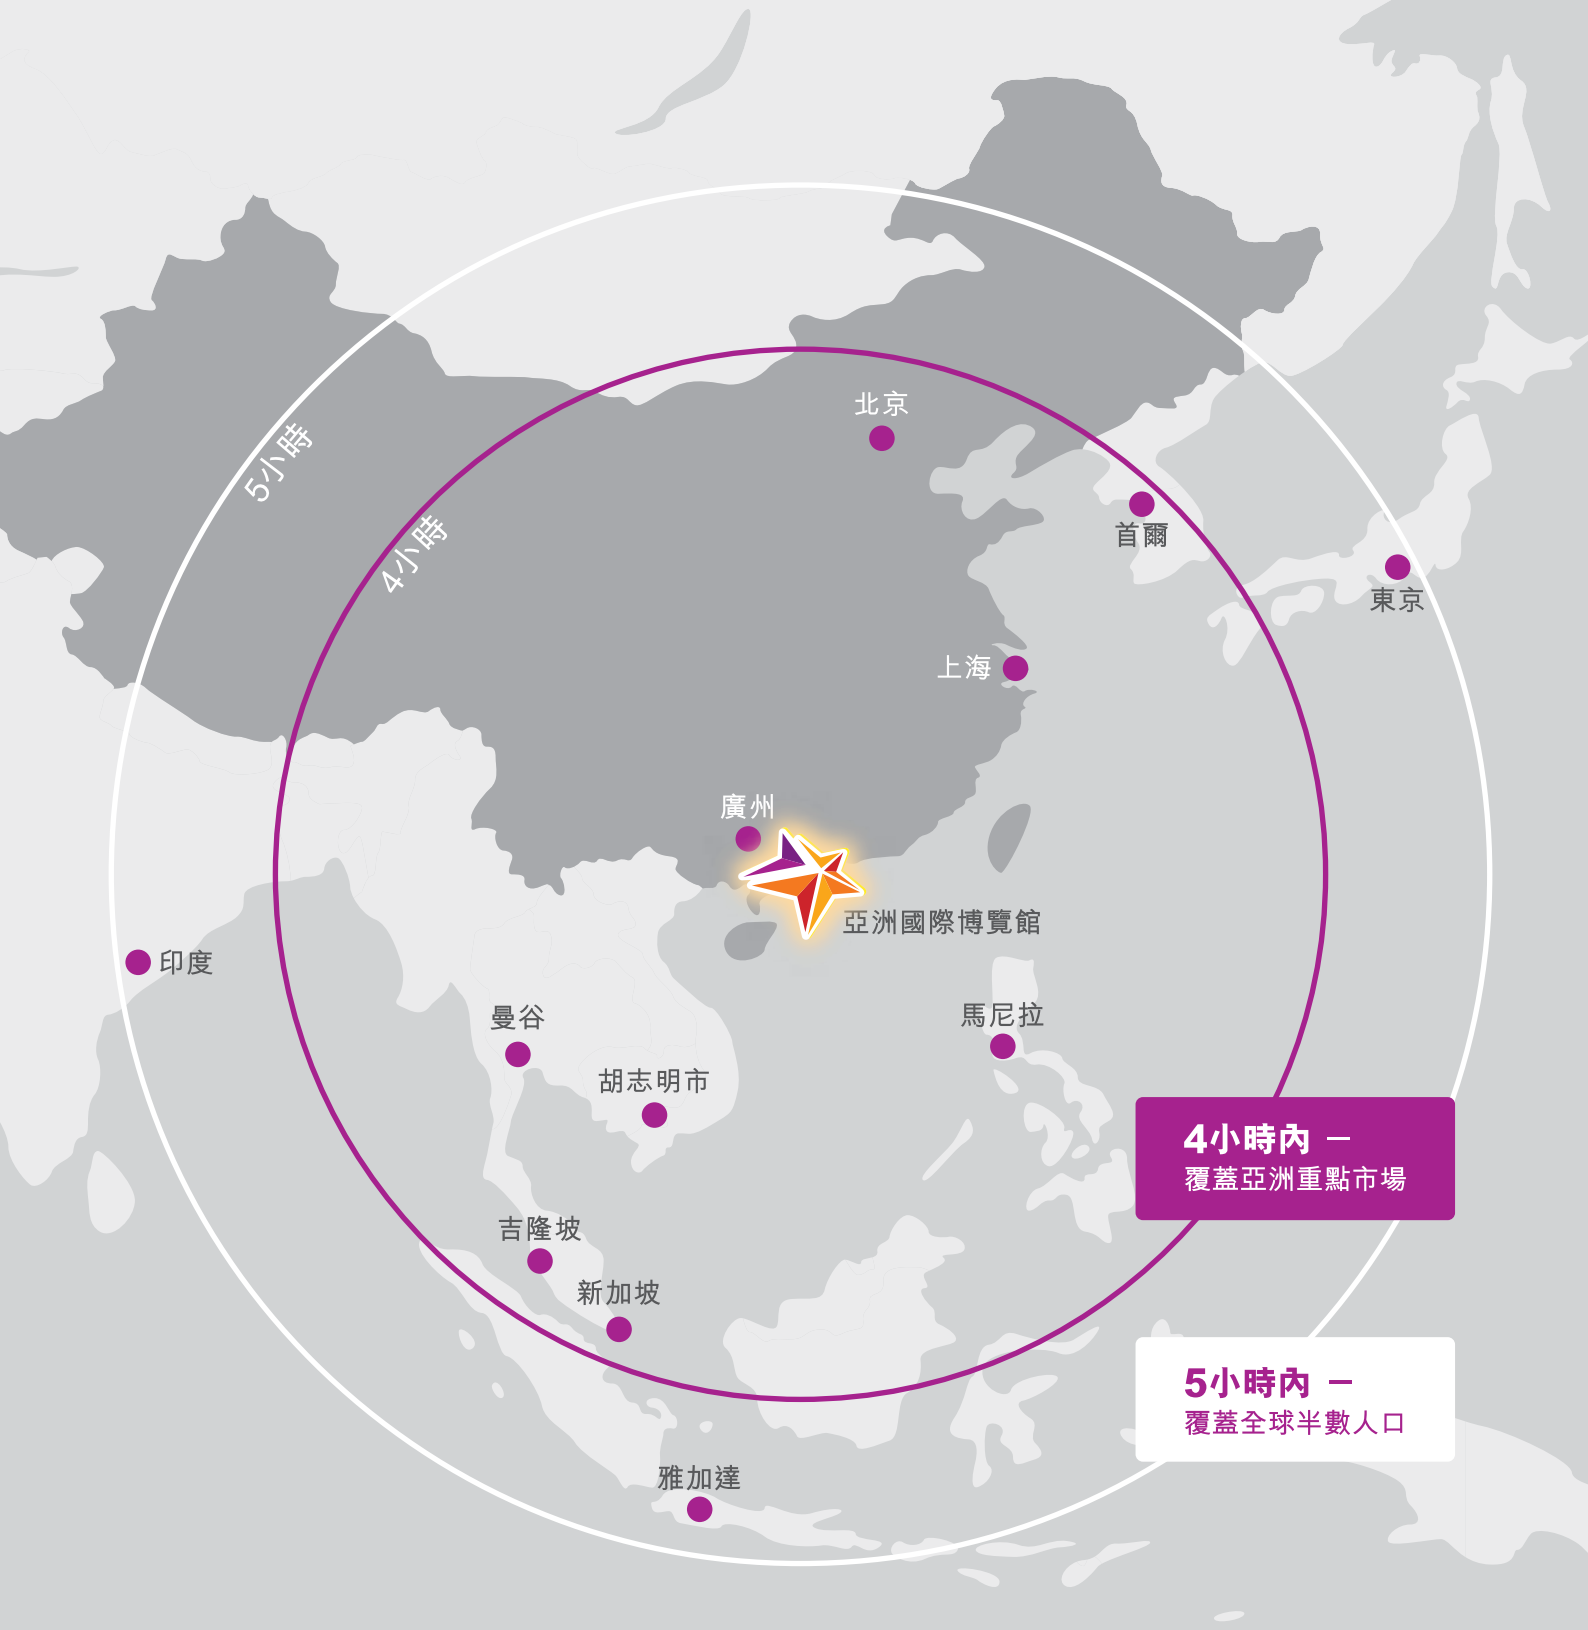 北京
5小時
4小時
首爾
東京
上海
廣州
亞洲國際博覽館
印度
曼谷
馬尼拉
胡志明市
4小時內 —
覆蓋亞洲重點市場
吉隆坡
新加坡
5小時內 —
覆蓋全球半數人口
雅加達